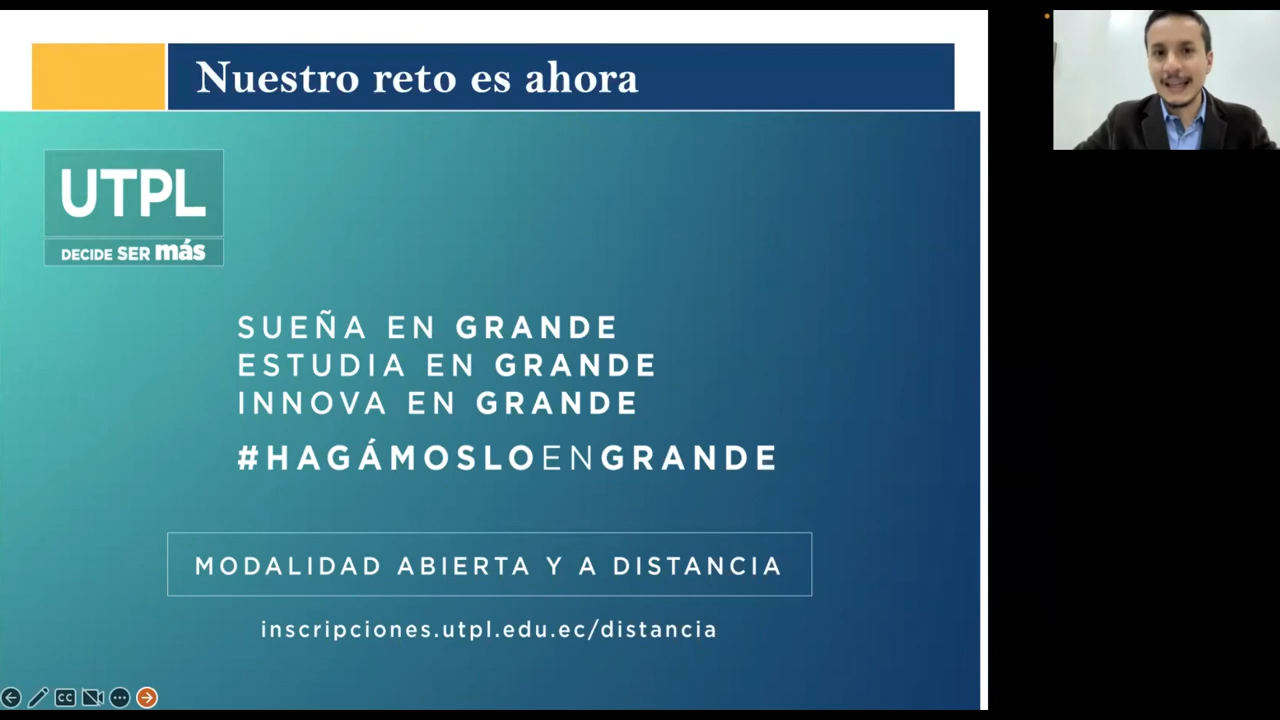 Nuestro reto es ahora
UTPL
DECIDE SER más
SUEÑA EN GRANDE
ESTUDIA EN GRANDE
INNOVA EN GRANDE
#HAGÁMOSLOENGRANDE
MODALIDAD ABIERTA Y A DISTANCIA
inscripciones.utpl.edu.ec/distancia
CC